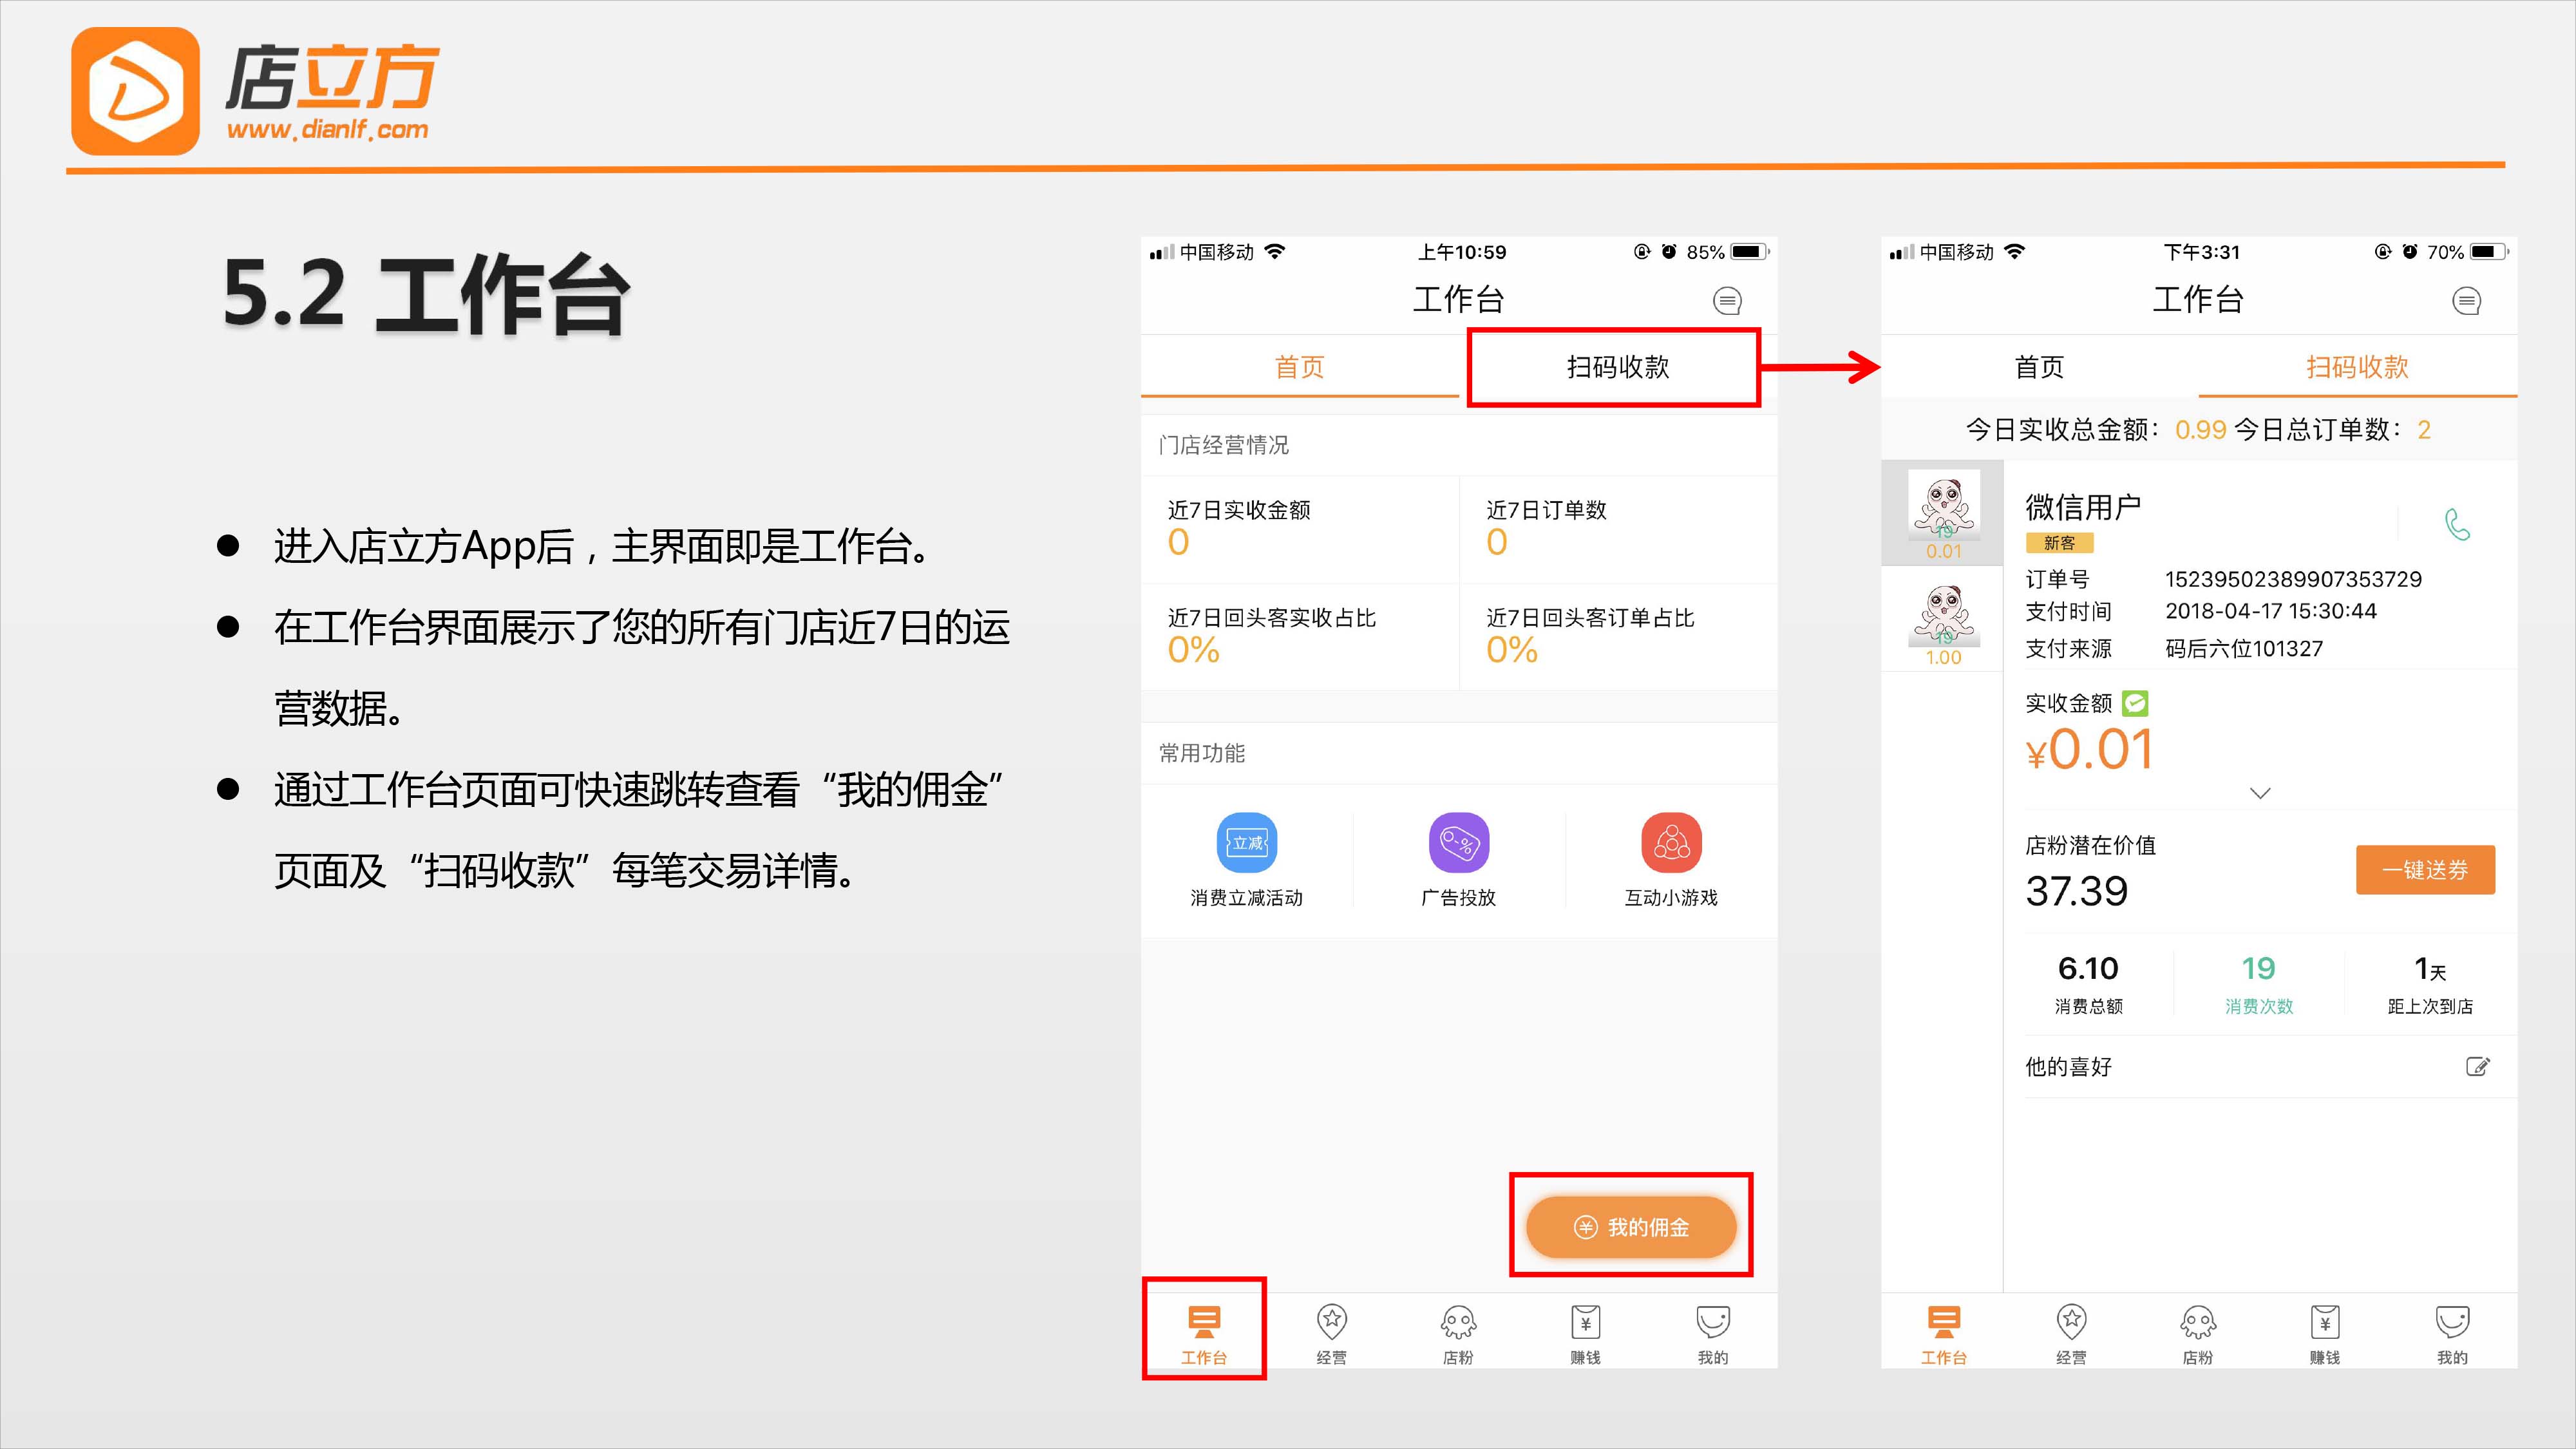 店立方
www.dianlf.com
5.2 工作台
● 进入店立方App后，主界面即是工作台。
● 在工作台界面展示了您的所有门店近7日的运
营数据。
● 通过工作台页面可快速跳转查看“我的佣金”
页面及“扫码收款”每笔交易详情。
中国移动 上午10:59 85%
工作台
首页 扫码收款
门店经营情况
近7日实收金额 近7日订单数
0 0
近7日回头客实收占比 近7日回头客订单占比
0% 0%
常用功能
立减
消费立减活动 广告投放 互动小游戏
¥ 我的佣金
工作台 经营 店粉 赚钱 我的
中国移动 下午3:31 70%
工作台
首页 扫码收款
今日实收总金额：0.99 今日总订单数：2
19
0.01
19
1.00
微信用户
新客
订单号 15239502389907353729
支付时间 2018-04-17 15:30:44
支付来源 码后六位101327
实收金额
¥0.01
店粉潜在价值
37.39
一键送券
6.10 19 1天
消费总额 消费次数 距上次到店
他的喜好
工作台 经营 店粉 赚钱 我的